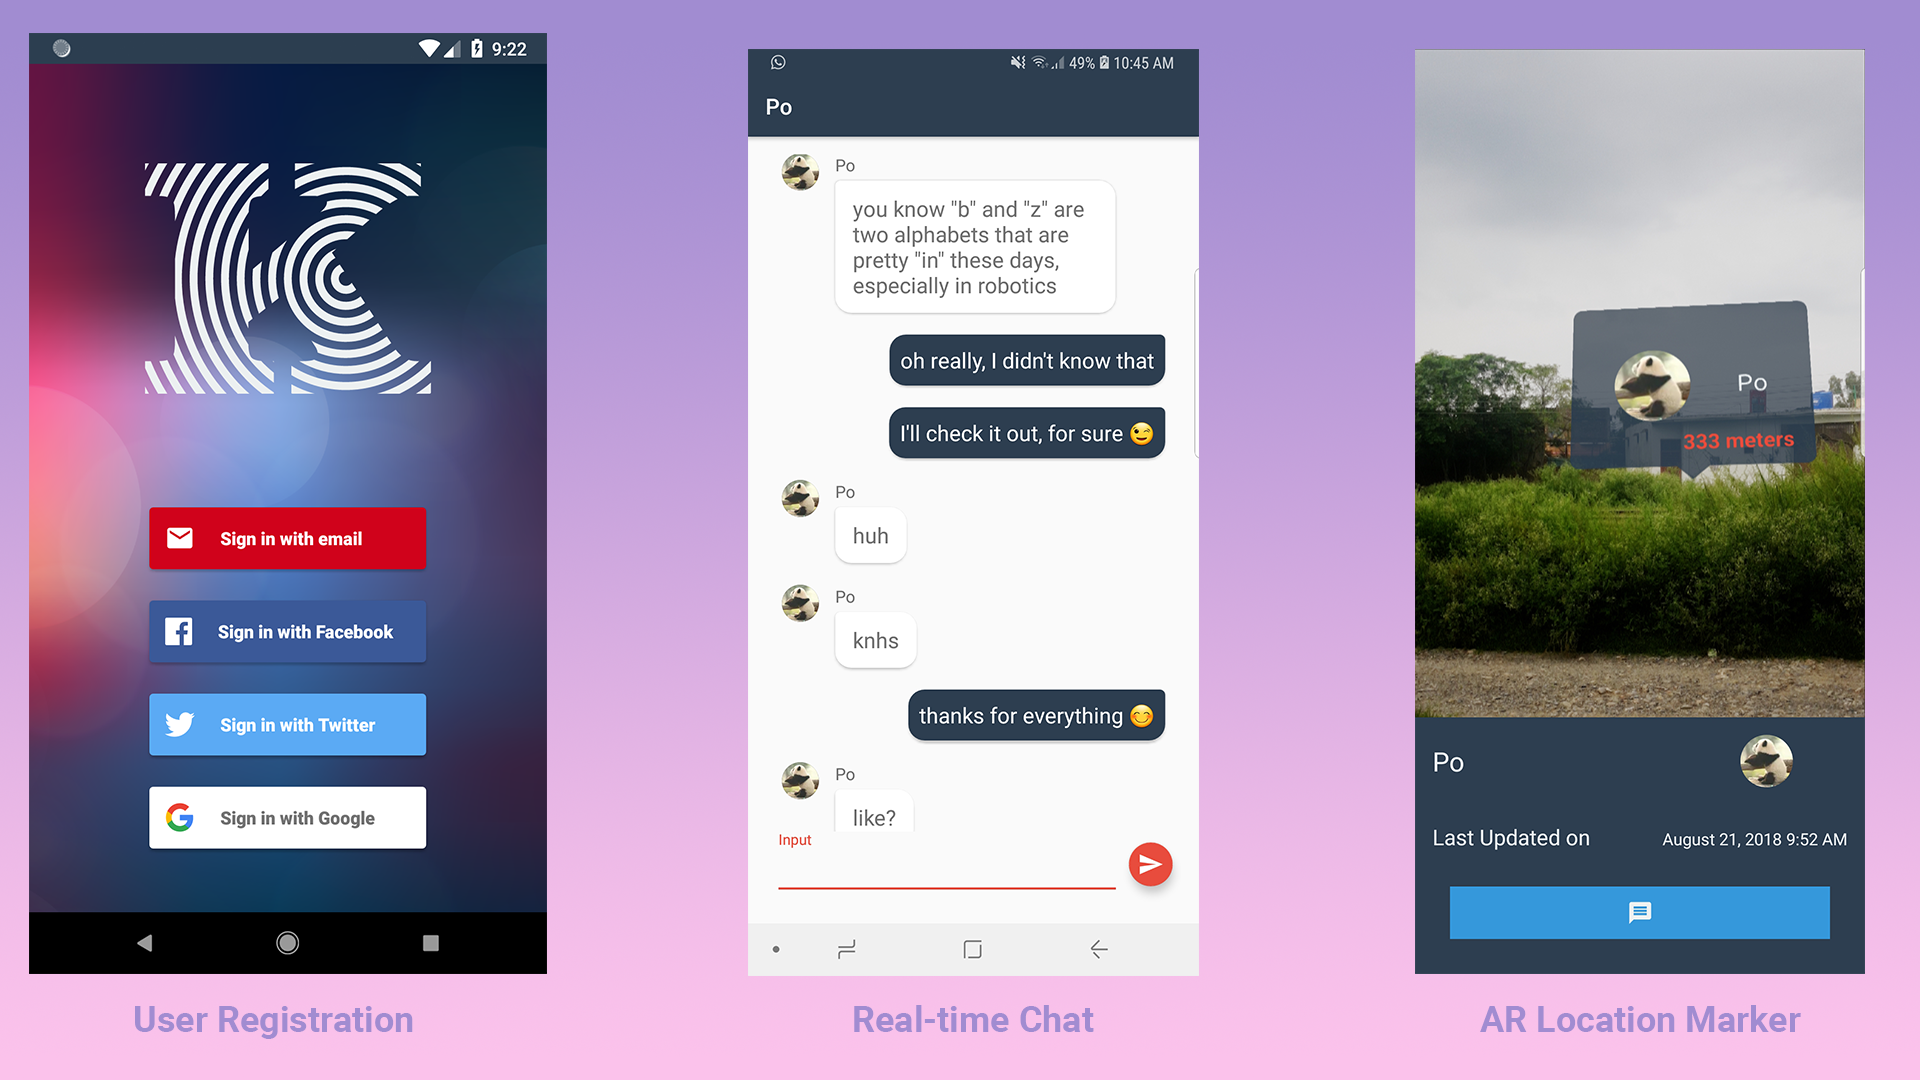 9:22
K
Sign in with email
Sign in with Facebook
Sign in with Twitter
Sign in with Google
User Registration
49% 10:45 AM
Po
Po
you know "b" and "z" are
two alphabets that are
pretty "in" these days,
especially in robotics
oh really, I didn't know that
I'll check it out, for sure 😉
Po
huh
Po
knhs
thanks for everything 😊
Po
like?
Input
Real-time Chat
Po
333 meters
Po
Last Updated on August 21, 2018 9:52 AM
AR Location Marker